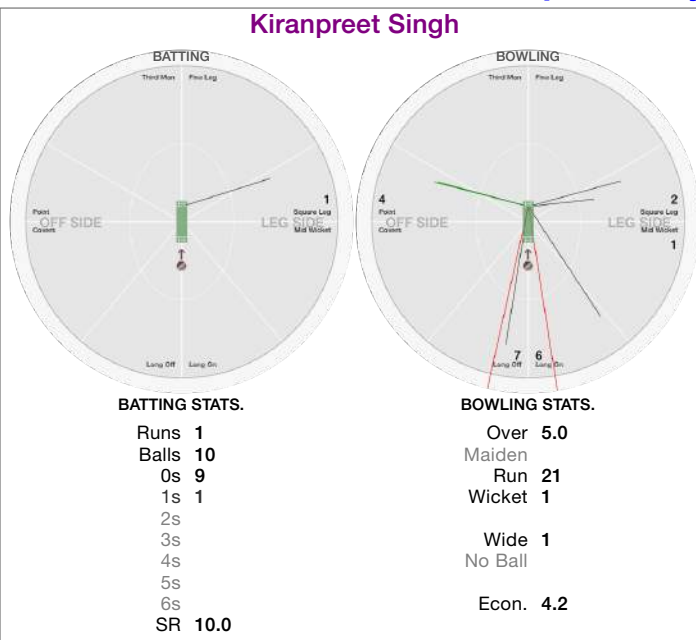 Kiranpreet Singh
BATTING
Third Man Fine Leg
1
Point
Square Leg
OFF SIDE LEG SIDE
Covers
Mid Wicket
Long Off Long On
BATTING STATS.
Runs 1
Balls 10
0s 9
1s 1
2s
3s
4s
5s
6s
SR 10.0
BOWLING
Third Man Fine Leg
4 2
Point
Square Leg
OFF SIDE LEG SIDE
Covers
Mid Wicket
1
7 6
Long Off Long On
BOWLING STATS.
Over 5.0
Maiden
Run 21
Wicket 1
Wide 1
No Ball
Econ. 4.2